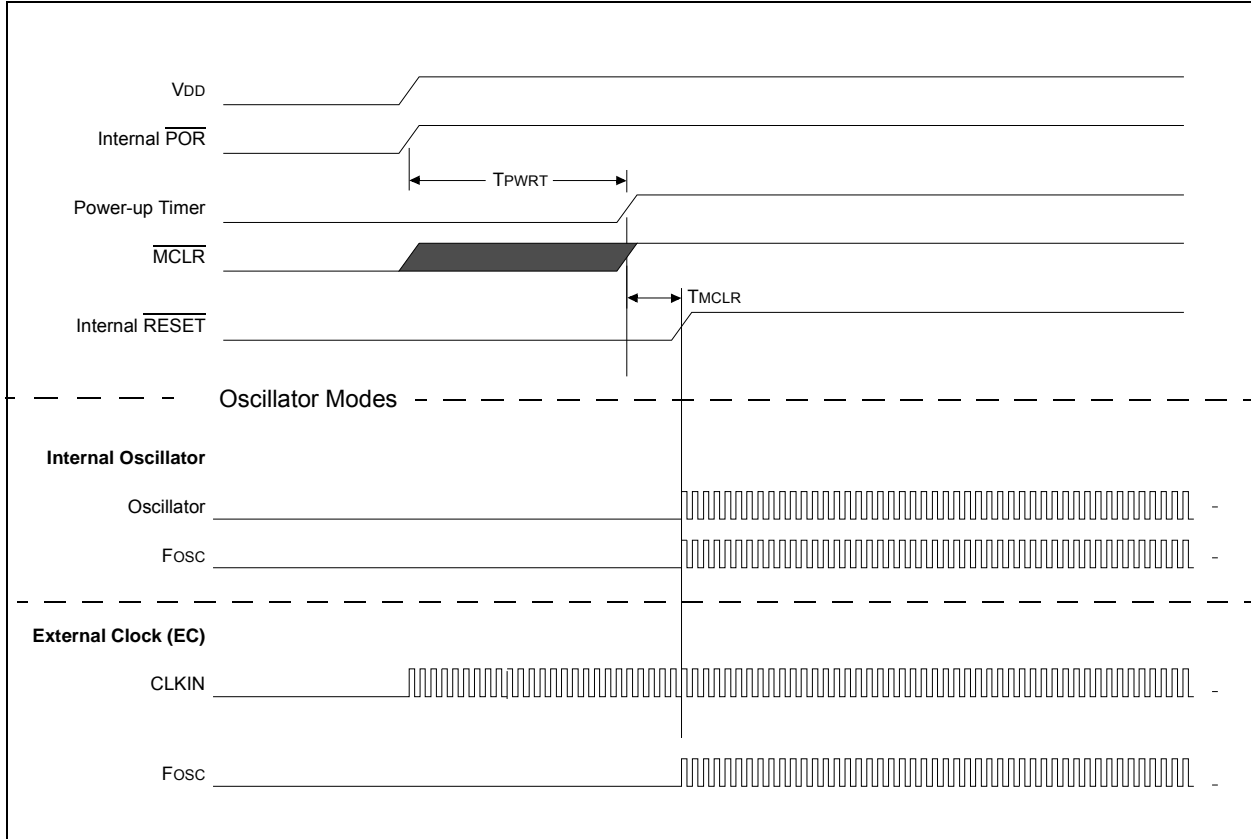 VDD
Internal POR
TPWRT
Power-up Timer
MCLR
TMCLR
Internal RESET
Oscillator Modes
Internal Oscillator
Oscillator
FOSC
External Clock (EC)
CLKIN
FOSC